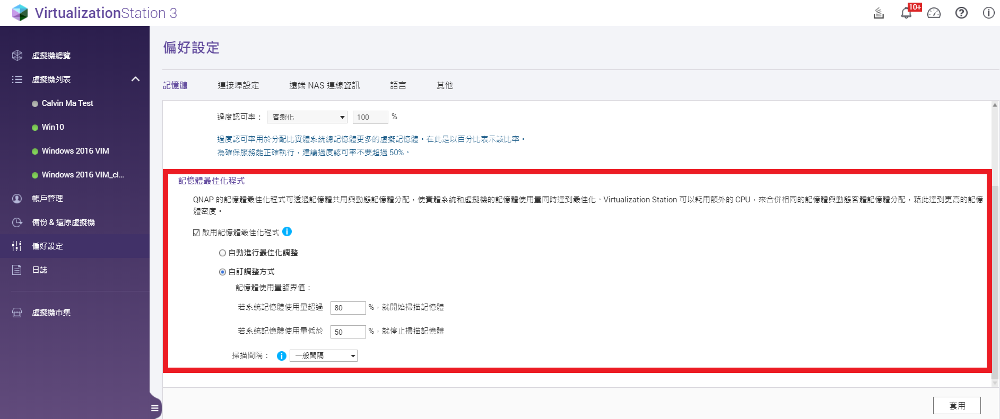 VirtualizationStation 3
10+
虛擬機總覽
虛擬機列表
Calvin Ma Test
Win10
Windows 2016 VIM
Windows 2016 VIM_cl...
帳戶管理
備份 & 還原虛擬機
偏好設定
日誌
虛擬機市集
偏好設定
記憶體 連接埠設定 遠端 NAS 連線資訊 語言 其他
過度認可率： 客製化 100 %
過度認可率用於分配比實體系統總記憶體更多的虛擬記憶體。在此是以百分比表示該比率。
為確保服務能正確執行，建議過度認可率不要超過 50%。
記憶體最佳化程式
QNAP 的記憶體最佳化程式可透過記憶體共用與動態記憶體分配，使實體系統和虛擬機的記憶體使用量同時達到最佳化。Virtualization Station 可以耗用額外的 CPU，來合併相同的記憶體與動態客體記憶體分配，藉此達到更高的記憶
體密度。
啟用記憶體最佳化程式
自動進行最佳化調整
自訂調整方式
記憶體使用量臨界值：
若系統記憶體使用量超過 80 %，就開始掃描記憶體
若系統記憶體使用量低於 50 %，就停止掃描記憶體
掃描間隔： 一般間隔
套用